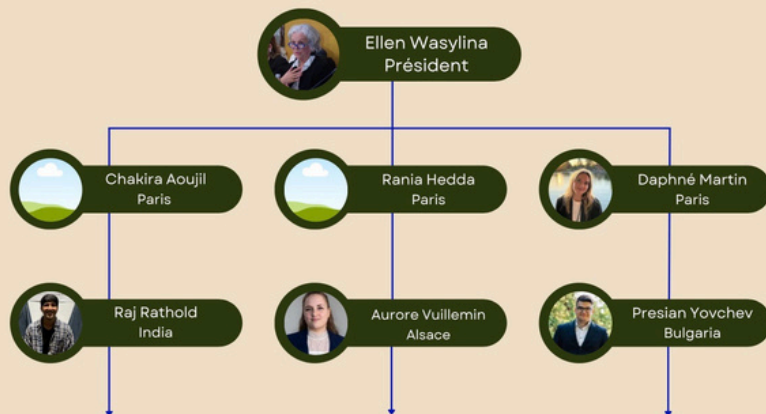 Ellen Wasylina
Président
Chakira Aoujil
Paris
Rania Hedda
Paris
Daphné Martin
Paris
Raj Rathold
India
Aurore Vuillemin
Alsace
Presian Yovchev
Bulgaria